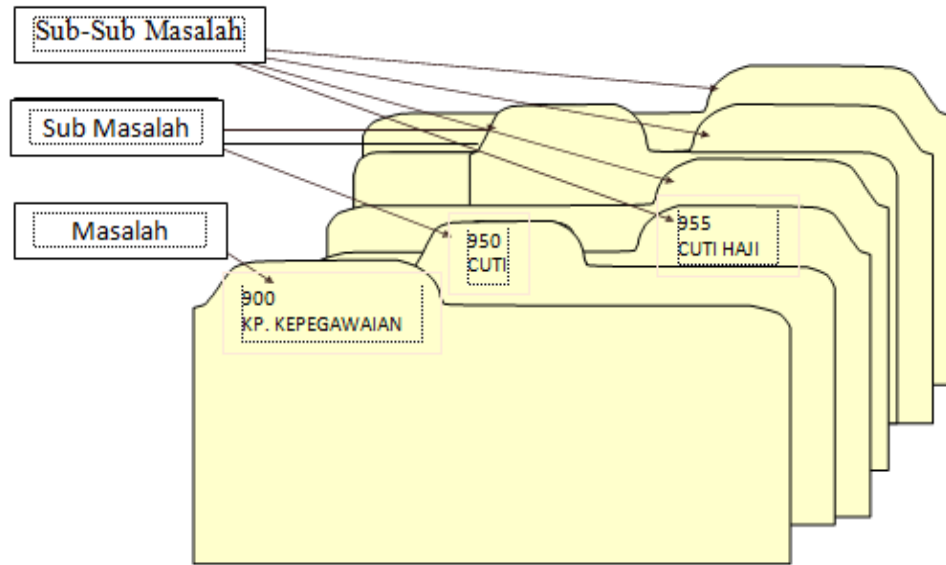 Sub-Sub Masalah
Sub Masalah
Masalah
955
CUTI HAJI
950
CUTI
900
KP. KEPEGAWAIAN